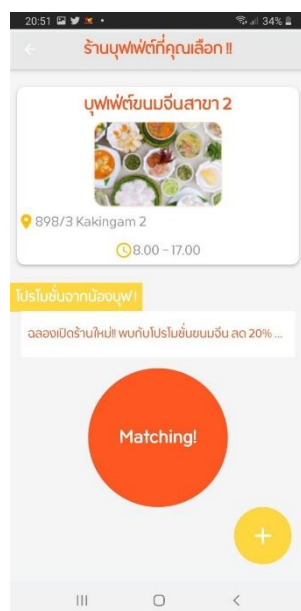 20:51
34%
ร้านบุฟเฟ่ต์ที่คุณเลือก !!
บุฟเฟ่ต์ขนมจีนสาขา 2
898/3 Kakingam 2
8.00 - 17.00
โปรโมชั่นจากน้องบุฟ !
ฉลองเปิดร้านใหม่!! พบกับโปรโมชั่นขนมจีน ลด 20% ...
Matching!
+